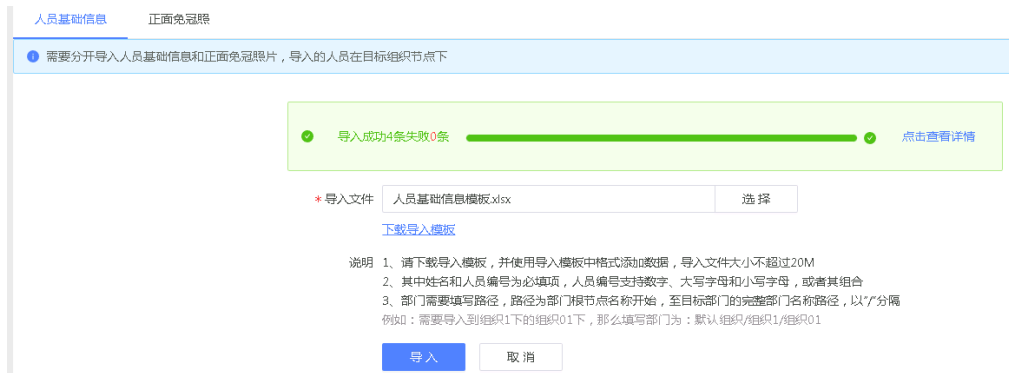 人员基础信息 正面免冠照
需要分开导入人员基础信息和正面免冠照片，导入的人员在目标组织节点下
导入成功4条失败0条 点击查看详情
*导入文件 人员基础信息模板.xlsx 选择
下载导入模板
说明 1、请下载导入模板，并使用导入模板中格式添加数据，导入文件大小不超过20M
2、其中姓名和人员编号为必填项，人员编号支持数字、大写字母和小写字母，或者其组合
3、部门需要填写路径，路径为部门根节点名称开始，至目标部门的完整部门名称路径，以“/”分隔
例如：需要导入到组织1下的组织01下，那么填写部门为：默认组织/组织1/组织01
导入 取消